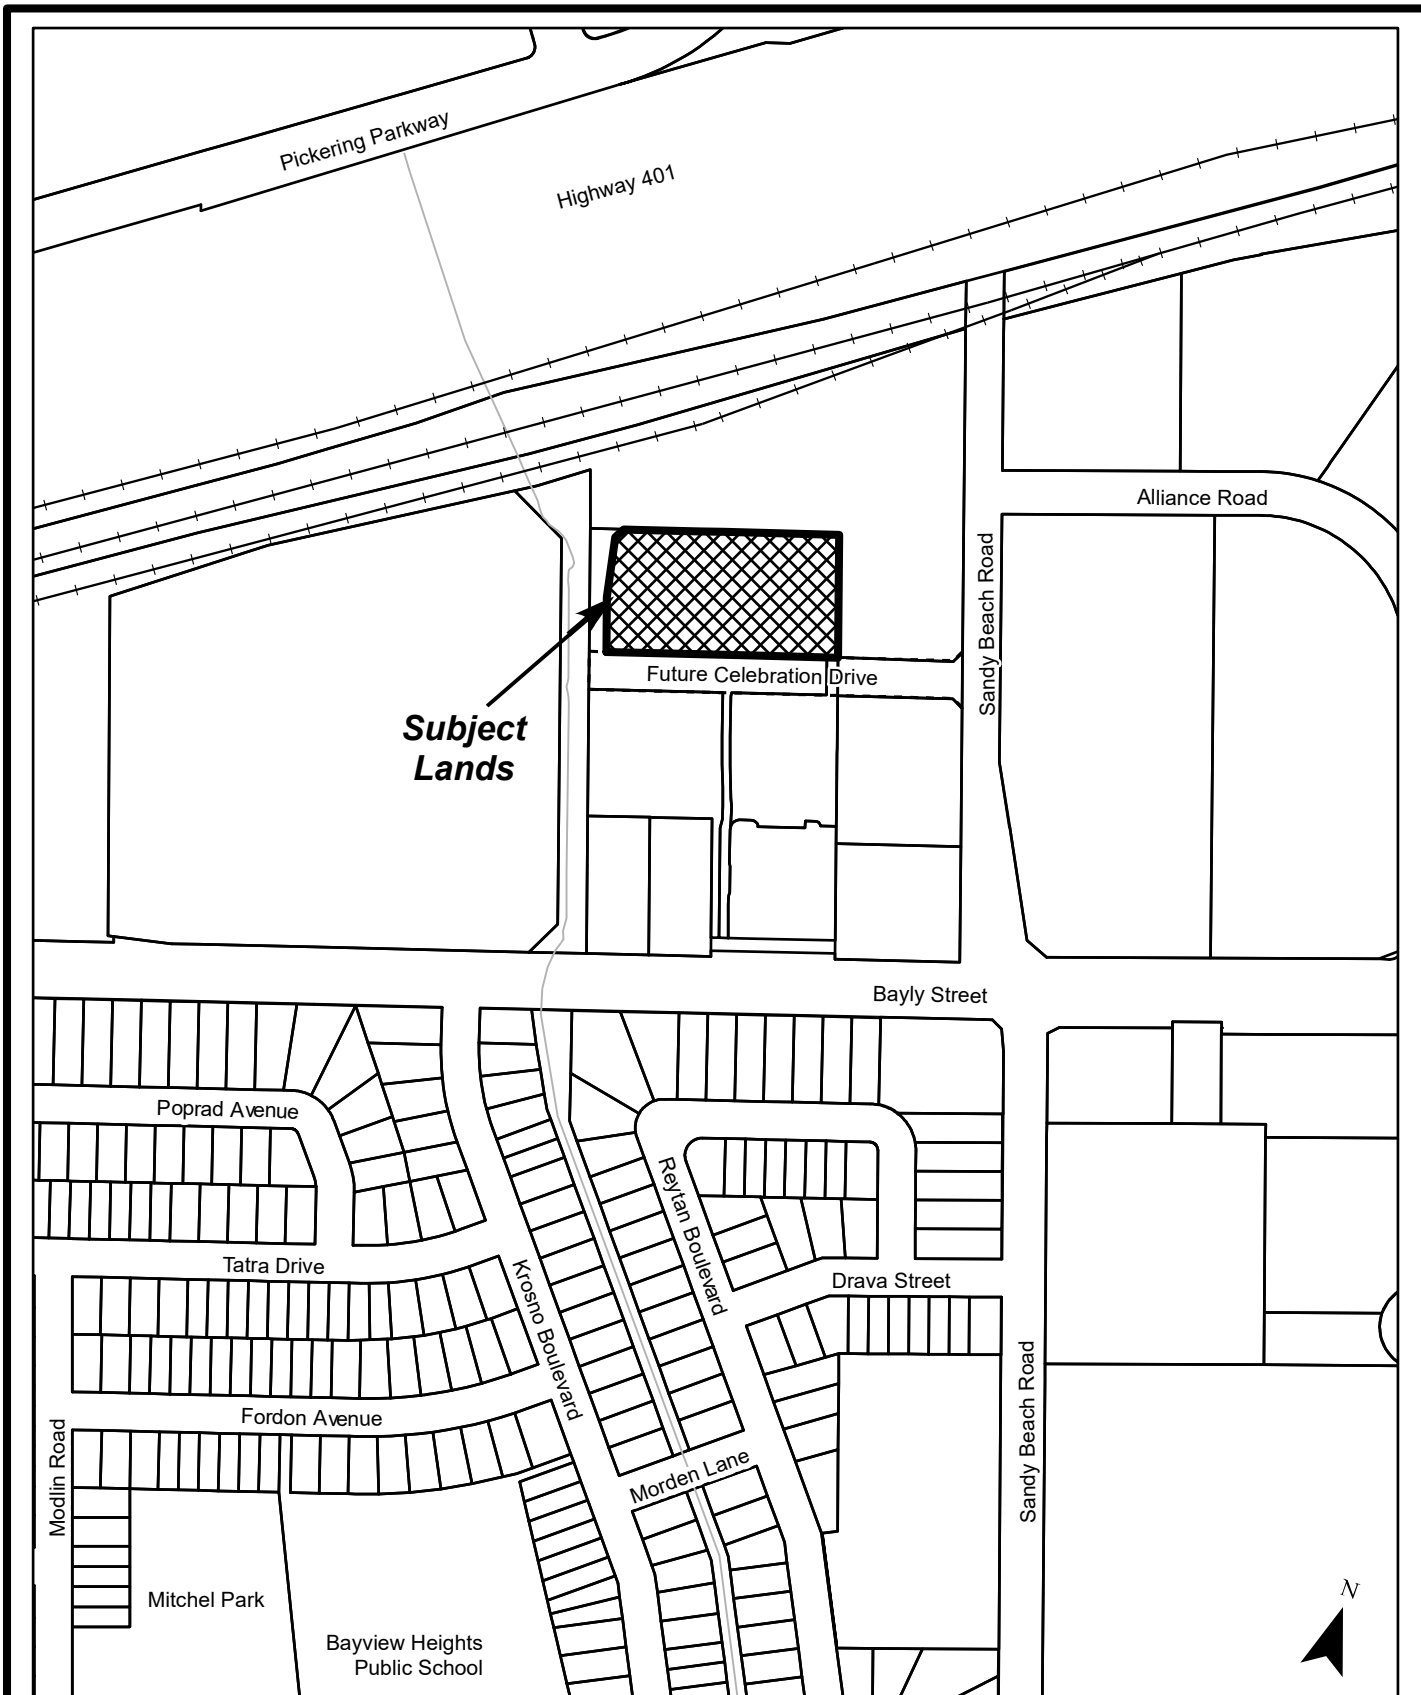 Pickering Parkway
Highway 401
Alliance Road
Sandy Beach Road
Future Celebration Drive
Subject
Lands
Bayly Street
Poprad Avenue
Reytan Boulevard
Tatra Drive
Krosno Boulevard
Drava Street
Sandy Beach Road
Fordon Avenue
Modlin Road
Morden Lane
Mitchel Park
Bayview Heights
Public School
N